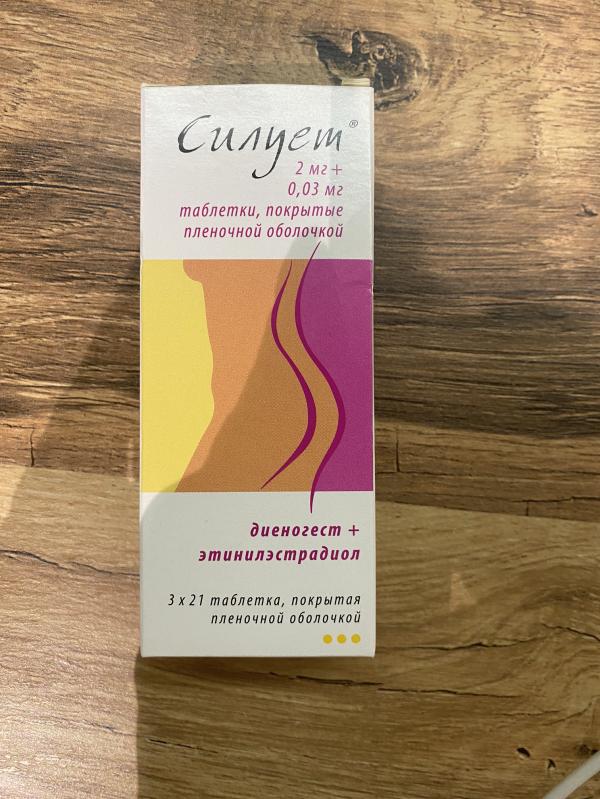 Силует®
2 мг +
0,03 мг
таблетки, покрытые
пленочной оболочкой
диеногест +
этинилэстрадиол
3 x 21 таблетка, покрытая
пленочной оболочкой